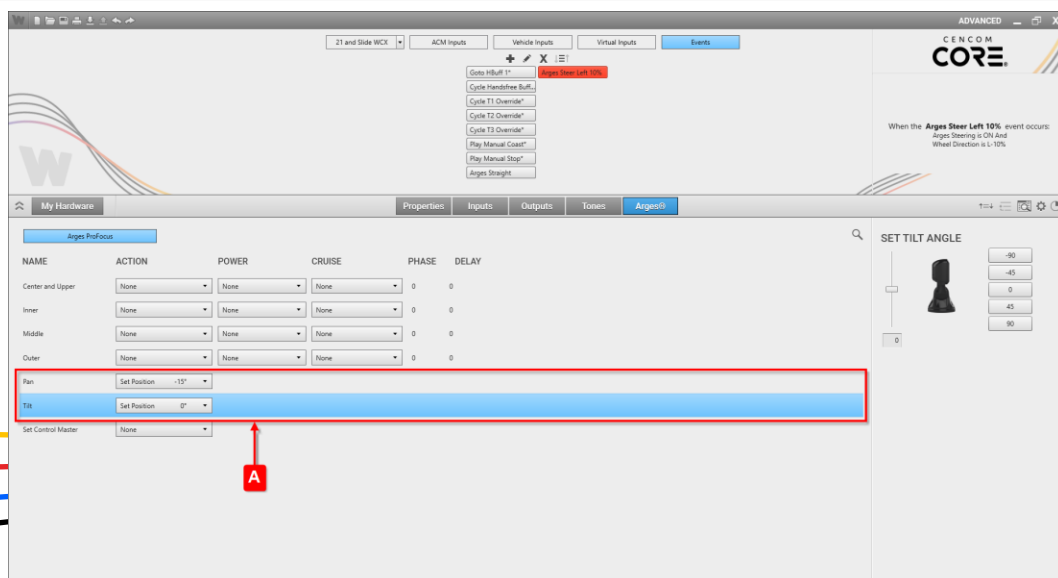 W
ADVANCED
21 and Slide WCX
ACM Inputs
Vehicle Inputs
Virtual Inputs
Events
Goto HBuff 1*
Arges Steer Left 10%
Cycle Handsfree Buff...
Cycle T1 Override*
Cycle T2 Override*
Cycle T3 Override*
Play Manual Coast*
Play Manual Stop*
Arges Straight
W
CENCOM
CORE
When the Arges Steer Left 10% event occurs:
Arges Steering is ON And
Wheel Direction is L-10%
My Hardware
Properties
Inputs
Outputs
Tones
Arges®
Arges ProFocus
NAME ACTION POWER CRUISE PHASE DELAY
Center and Upper None None None 0 0
Inner None None None 0 0
Middle None None None 0 0
Outer None None None 0 0
Pan Set Position -15°
Tilt Set Position 0°
Set Control Master None
A
SET TILT ANGLE
-90
-45
0
45
90
0